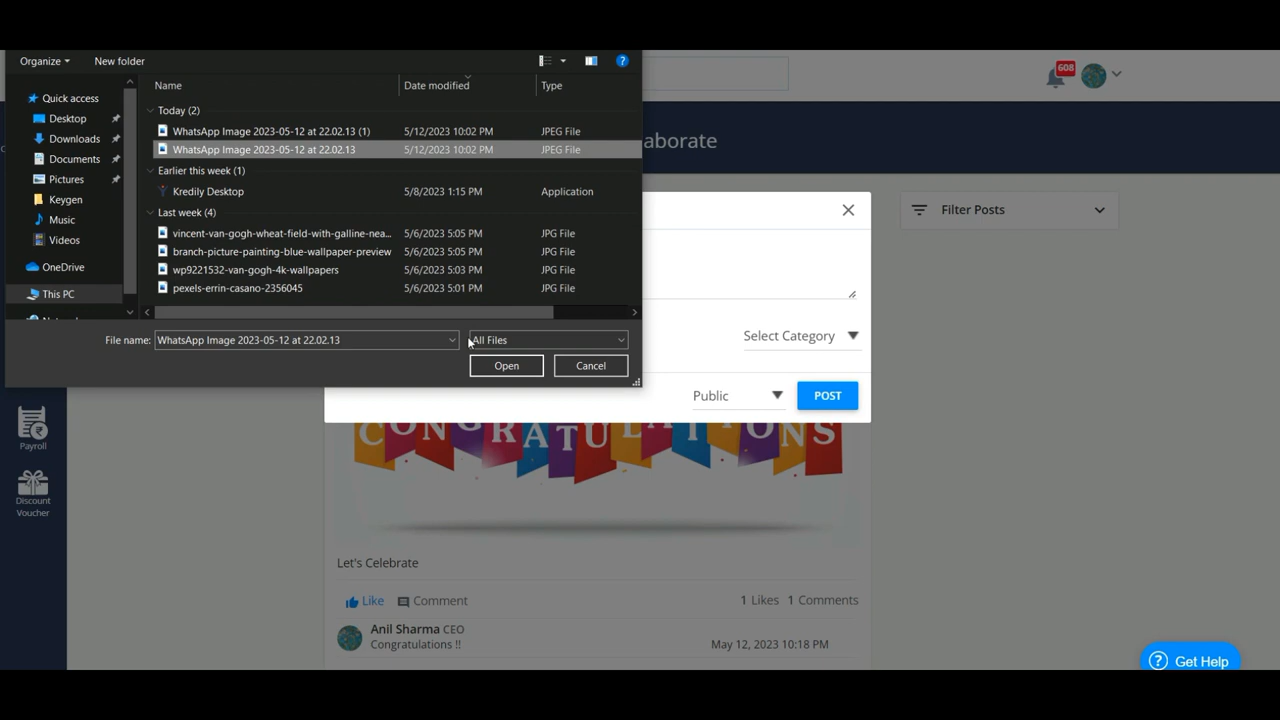 Organize
New folder
608
Name
Date modified
Type
Quick access
Desktop
Downloads
Documents
Pictures
Keygen
Music
Videos
OneDrive
This PC
Today (2)
WhatsApp Image 2023-05-12 at 22.02.13 (1) 5/12/2023 10:02 PM JPEG File
WhatsApp Image 2023-05-12 at 22.02.13 5/12/2023 10:02 PM JPEG File
Earlier this week (1)
Kredily Desktop 5/8/2023 1:15 PM Application
Last week (4)
vincent-van-gogh-wheat-field-with-galline-nea... 5/6/2023 5:05 PM JPG File
branch-picture-painting-blue-wallpaper-preview 5/6/2023 5:05 PM JPG File
wp9221532-van-gogh-4k-wallpapers 5/6/2023 5:03 PM JPG File
pexels-errin-casano-2356045 5/6/2023 5:01 PM JPG File
File name: WhatsApp Image 2023-05-12 at 22.02.13 All Files
Open Cancel
aborate
Filter Posts
Select Category
Public
POST
Payroll
Discount
Voucher
CONGRATULATIONS
Let's Celebrate
Like Comment 1 Likes 1 Comments
Anil Sharma CEO
Congratulations !! May 12, 2023 10:18 PM
? Get Help